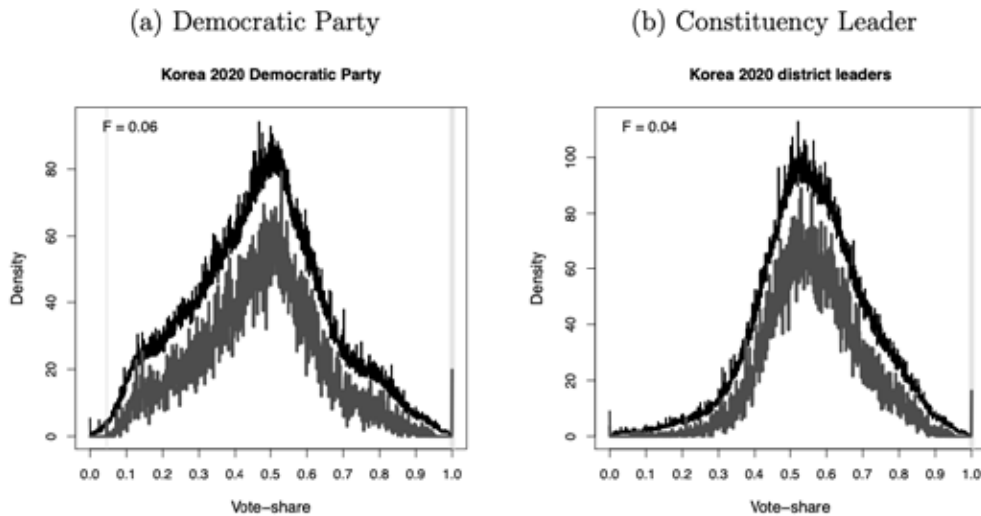 (a) Democratic Party
Korea 2020 Democratic Party
F = 0.06
Density
80
60
40
20
0
0.0 0.1 0.2 0.3 0.4 0.5 0.6 0.7 0.8 0.9 1.0
Vote-share
(b) Constituency Leader
Korea 2020 district leaders
F = 0.04
Density
100
80
60
40
20
0
0.0 0.1 0.2 0.3 0.4 0.5 0.6 0.7 0.8 0.9 1.0
Vote-share